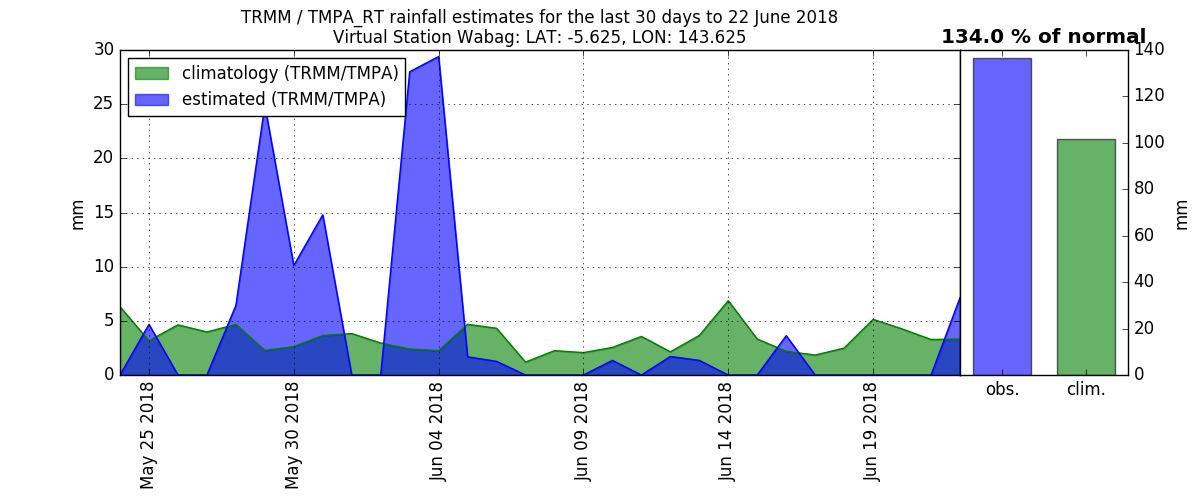 TRMM / TMPA_RT rainfall estimates for the last 30 days to 22 June 2018
Virtual Station Wabag: LAT: -5.625, LON: 143.625
134.0 % of normal
climatology (TRMM/TMPA)
estimated (TRMM/TMPA)
30
25
20
15
10
5
0
mm
May 25 2018
May 30 2018
Jun 04 2018
Jun 09 2018
Jun 14 2018
Jun 19 2018
140
120
100
80
60
40
20
0
mm
obs.
clim.